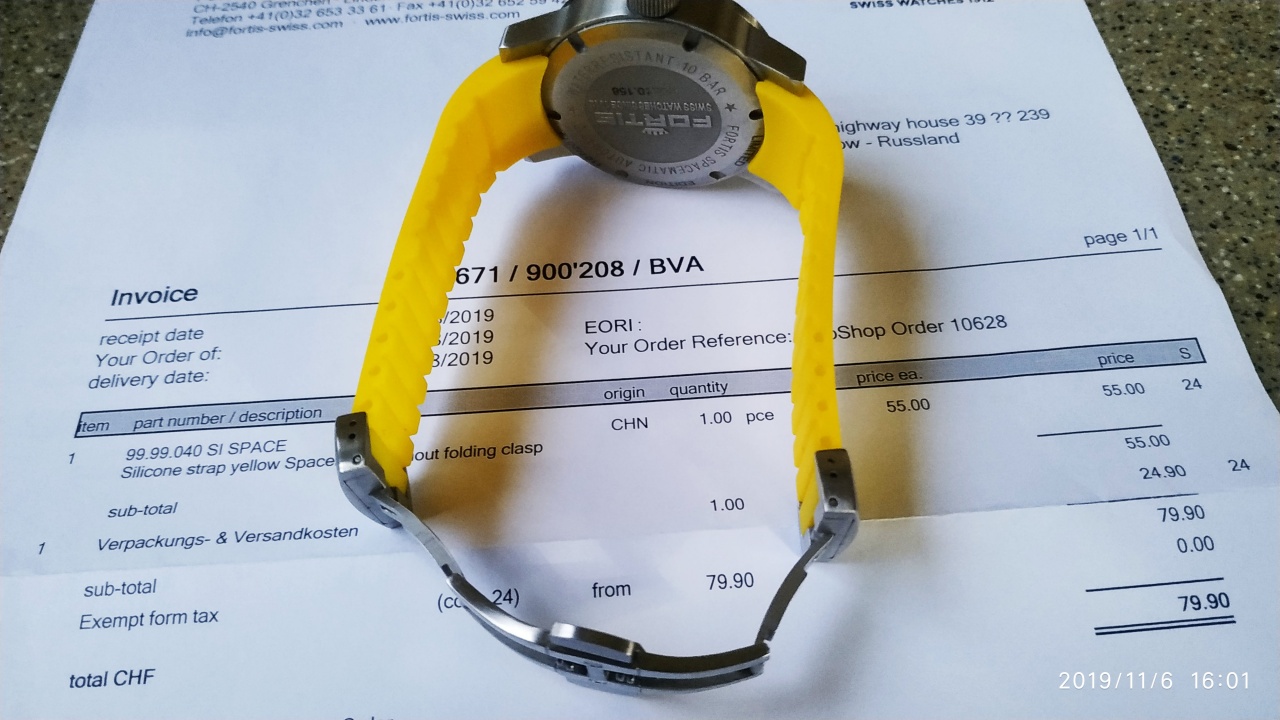 CH-2540 Grenchen
Telefon +41(0)32 653 33 61 · Fax +41(0)32 652 59 42
info@fortis-swiss.com · www.fortis-swiss.com
SWISS WATCHES 1912
RESISTANT 10 BAR
10.156
SWISS WATCHES
FORTIS
FORTIS SPACEMATIC
LIMITED EDITION
highway house 39 ?? 239
ow - Russland
page 1/1
Invoice 671 / 900'208 / BVA
receipt date /2019
Your Order of: /2019 EORI :
delivery date: /2019 Your Order Reference: Shop Order 10628
item part number / description origin quantity price ea. price S
1 99.99.040 SI SPACE CHN 1.00 pce 55.00 55.00 24
Silicone strap yellow Space out folding clasp
sub-total 1.00 55.00
1 Verpackungs- & Versandkosten 24.90 24
sub-total 79.90
Exempt form tax 24) from 79.90 0.00
total CHF 79.90
2019/11/6 16:01